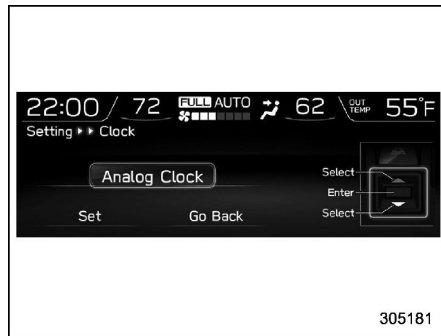 22:00 72 FULL AUTO 62 OUT TEMP 55°F
Setting ▸▸ Clock
Analog Clock
Select
Enter
Set Go Back Select
305181